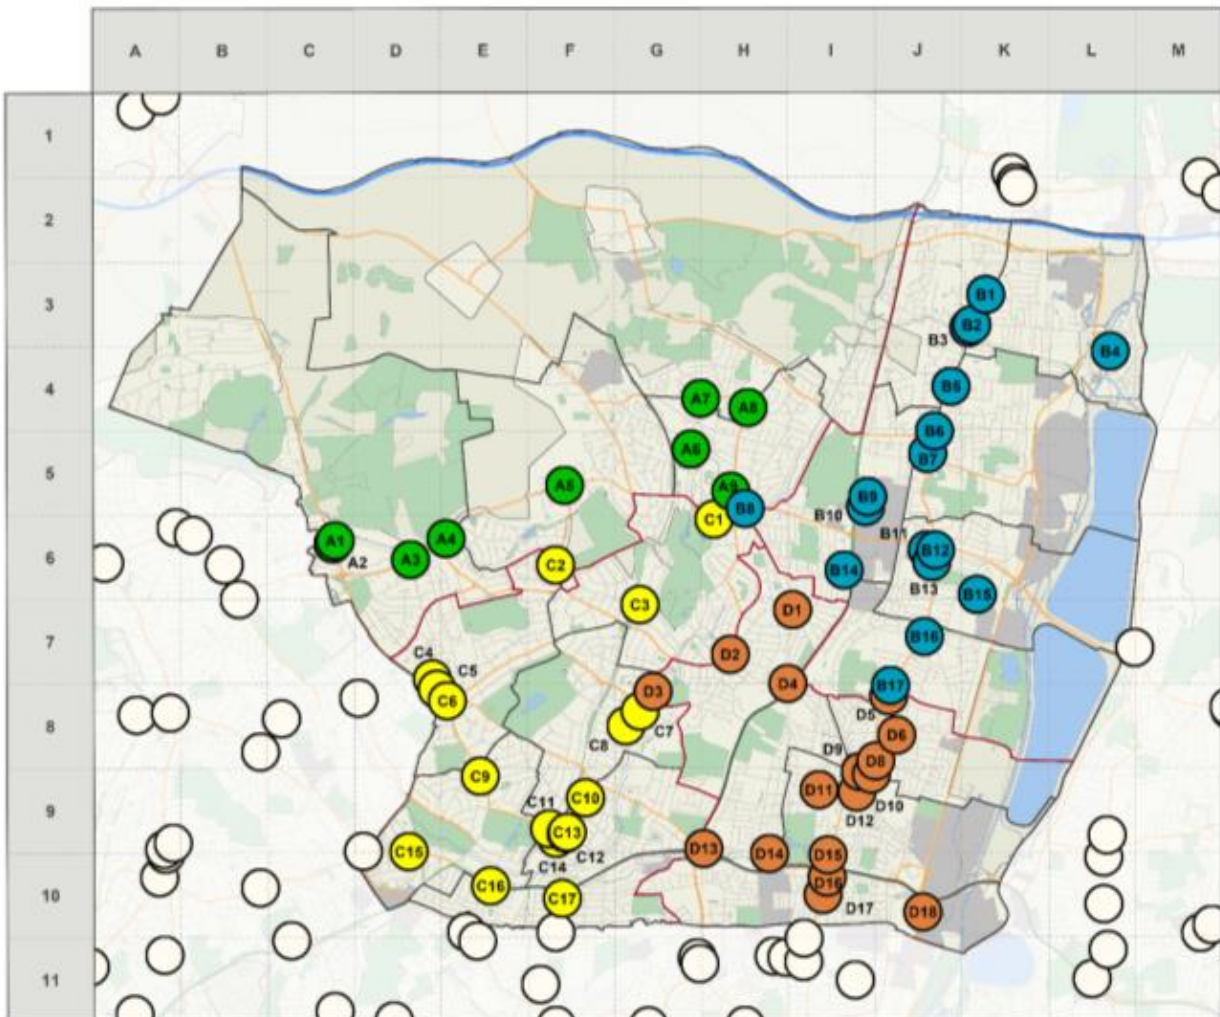 A B C D E F G H I J K L M
1
2
3
B1
B2
B3
B4
4
A7
A8
B5
B6
A6
B7
5
A5
A9
B9
B8
B10
C1
B11
A1
A4
B12
A2
A3
6
C2
B14
B13
B15
C3
D1
B16
7
C4
D2
C5
D4
B17
D3
C6
D5
C7
8
D6
C8
D9
D8
C9
D11
C10
C11
D10
9
D12
C13
C12
C14
D13
D14
D15
C15
D16
C16
10
C17
D17
D18
11